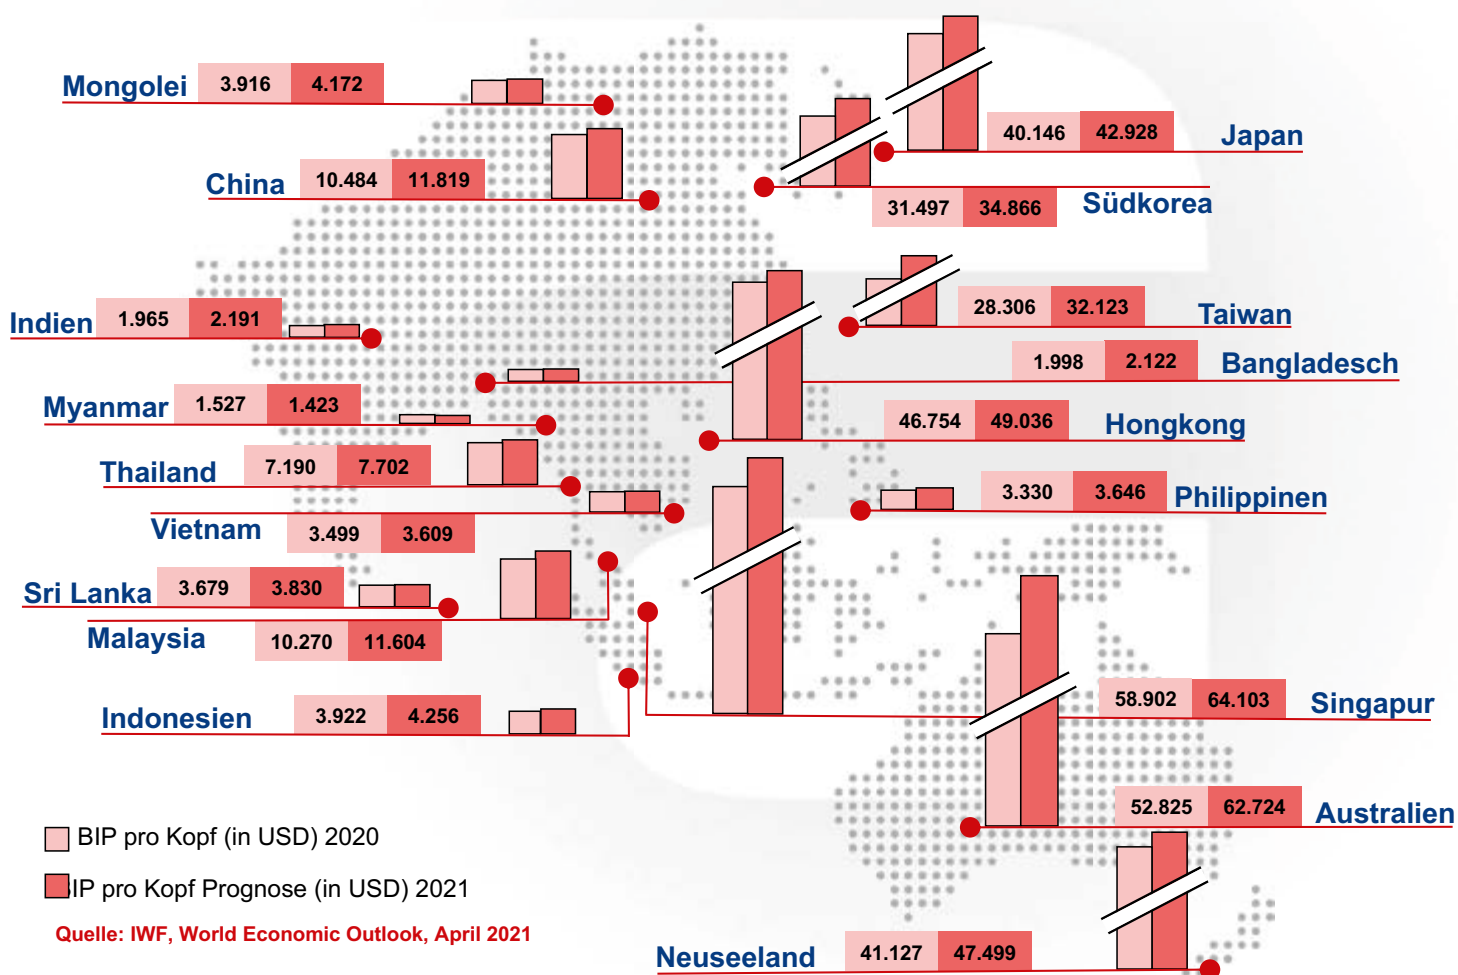 Mongolei 3.916 4.172
40.146 42.928 Japan
China 10.484 11.819
31.497 34.866 Südkorea
Indien 1.965 2.191
28.306 32.123 Taiwan
1.998 2.122 Bangladesch
Myanmar 1.527 1.423
46.754 49.036 Hongkong
Thailand 7.190 7.702
3.330 3.646 Philippinen
Vietnam 3.499 3.609
Sri Lanka 3.679 3.830
Malaysia 10.270 11.604
58.902 64.103 Singapur
Indonesien 3.922 4.256
52.825 62.724 Australien
BIP pro Kopf (in USD) 2020
BIP pro Kopf Prognose (in USD) 2021
Quelle: IWF, World Economic Outlook, April 2021
Neuseeland 41.127 47.499